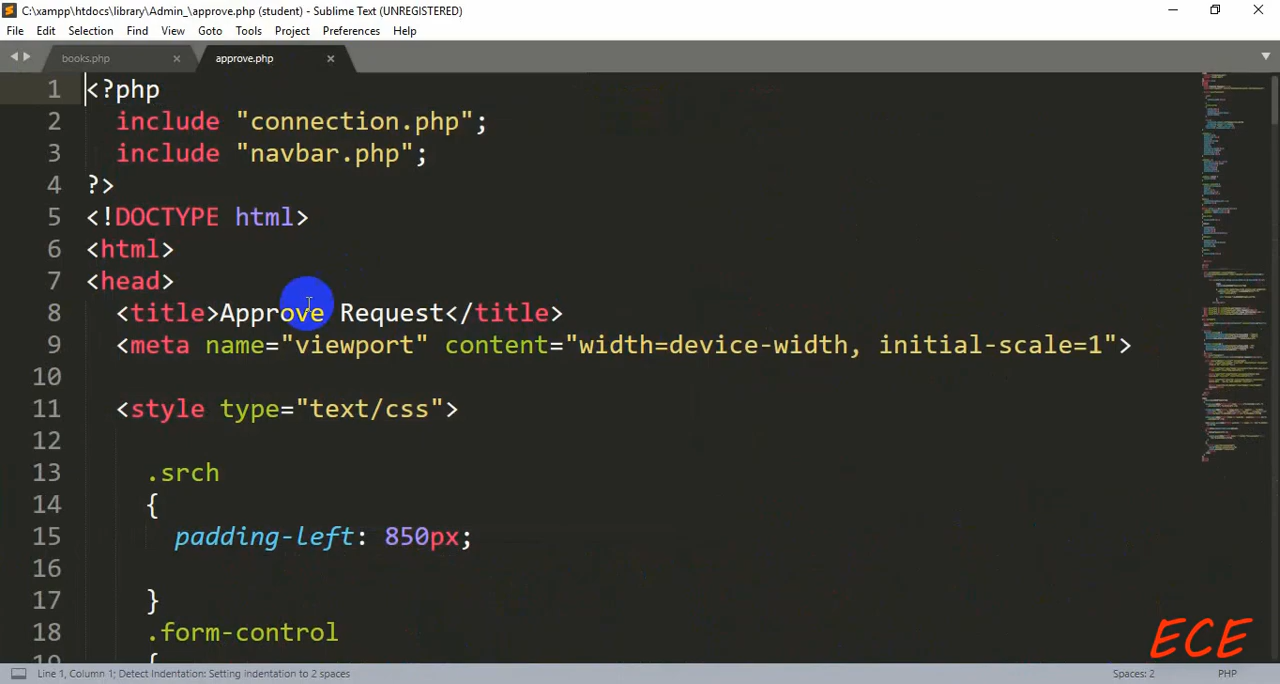 C:\xampp\htdocs\library\Admin_\approve.php (student) - Sublime Text (UNREGISTERED)
File Edit Selection Find View Goto Tools Project Preferences Help
books.php approve.php
1 <?php
2 include "connection.php";
3 include "navbar.php";
4 ?>
5 <!DOCTYPE html>
6 <html>
7 <head>
8 <title>Approve Request</title>
9 <meta name="viewport" content="width=device-width, initial-scale=1">
10
11 <style type="text/css">
12
13 .srch
14 {
15 padding-left: 850px;
16
17 }
18 .form-control
19 {
ECE
Line 1, Column 1; Detect Indentation: Setting indentation to 2 spaces Spaces: 2 PHP